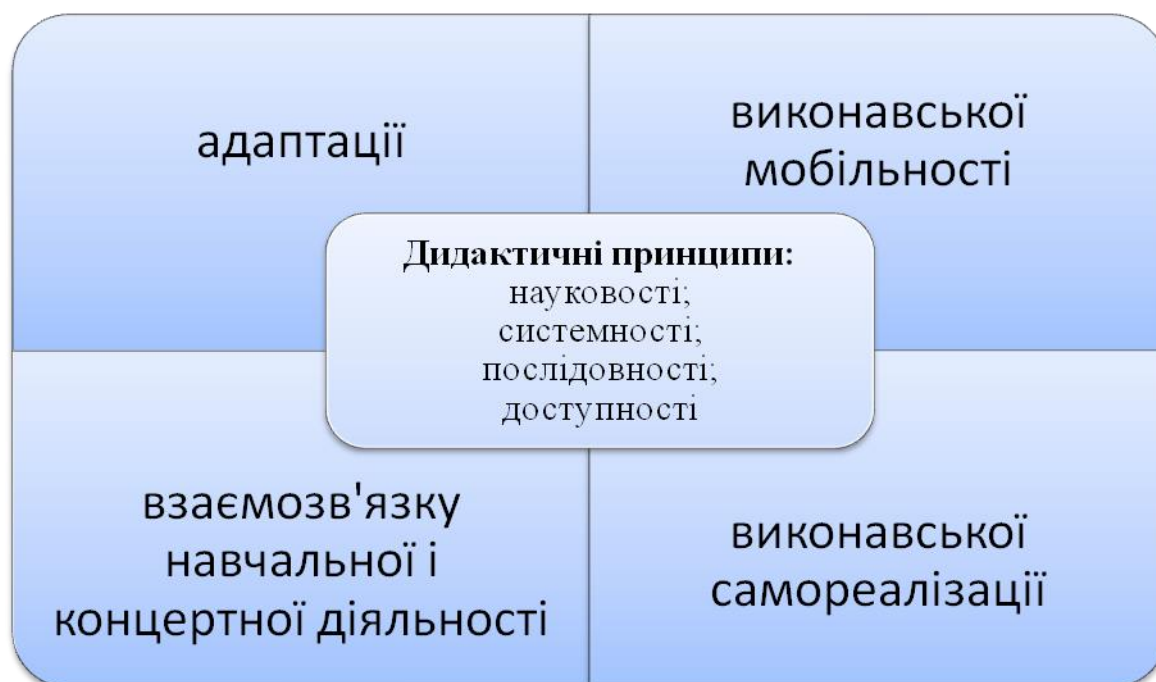 адаптації
виконавської
мобільності
Дидактичні принципи:
науковості;
системності;
послідовності;
доступності
взаємозв'язку
навчальної і
концертної діяльності
виконавської
самореалізації